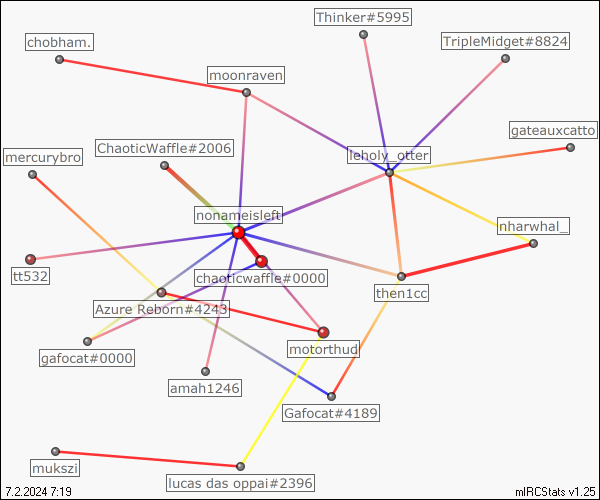 Thinker#5995
chobham.
TripleMidget#8824
moonraven
gateauxcatto
ChaoticWaffle#2006
leholy_otter
mercurybro
nonameisleft
nharwhal_
tt532
chaoticwaffle#0000
then1cc
Azure Reborn#4243
motorthud
gafocat#0000
amah1246
Gafocat#4189
mukszi
lucas das oppai#2396
7.2.2024 7:19
mIRCStats v1.25